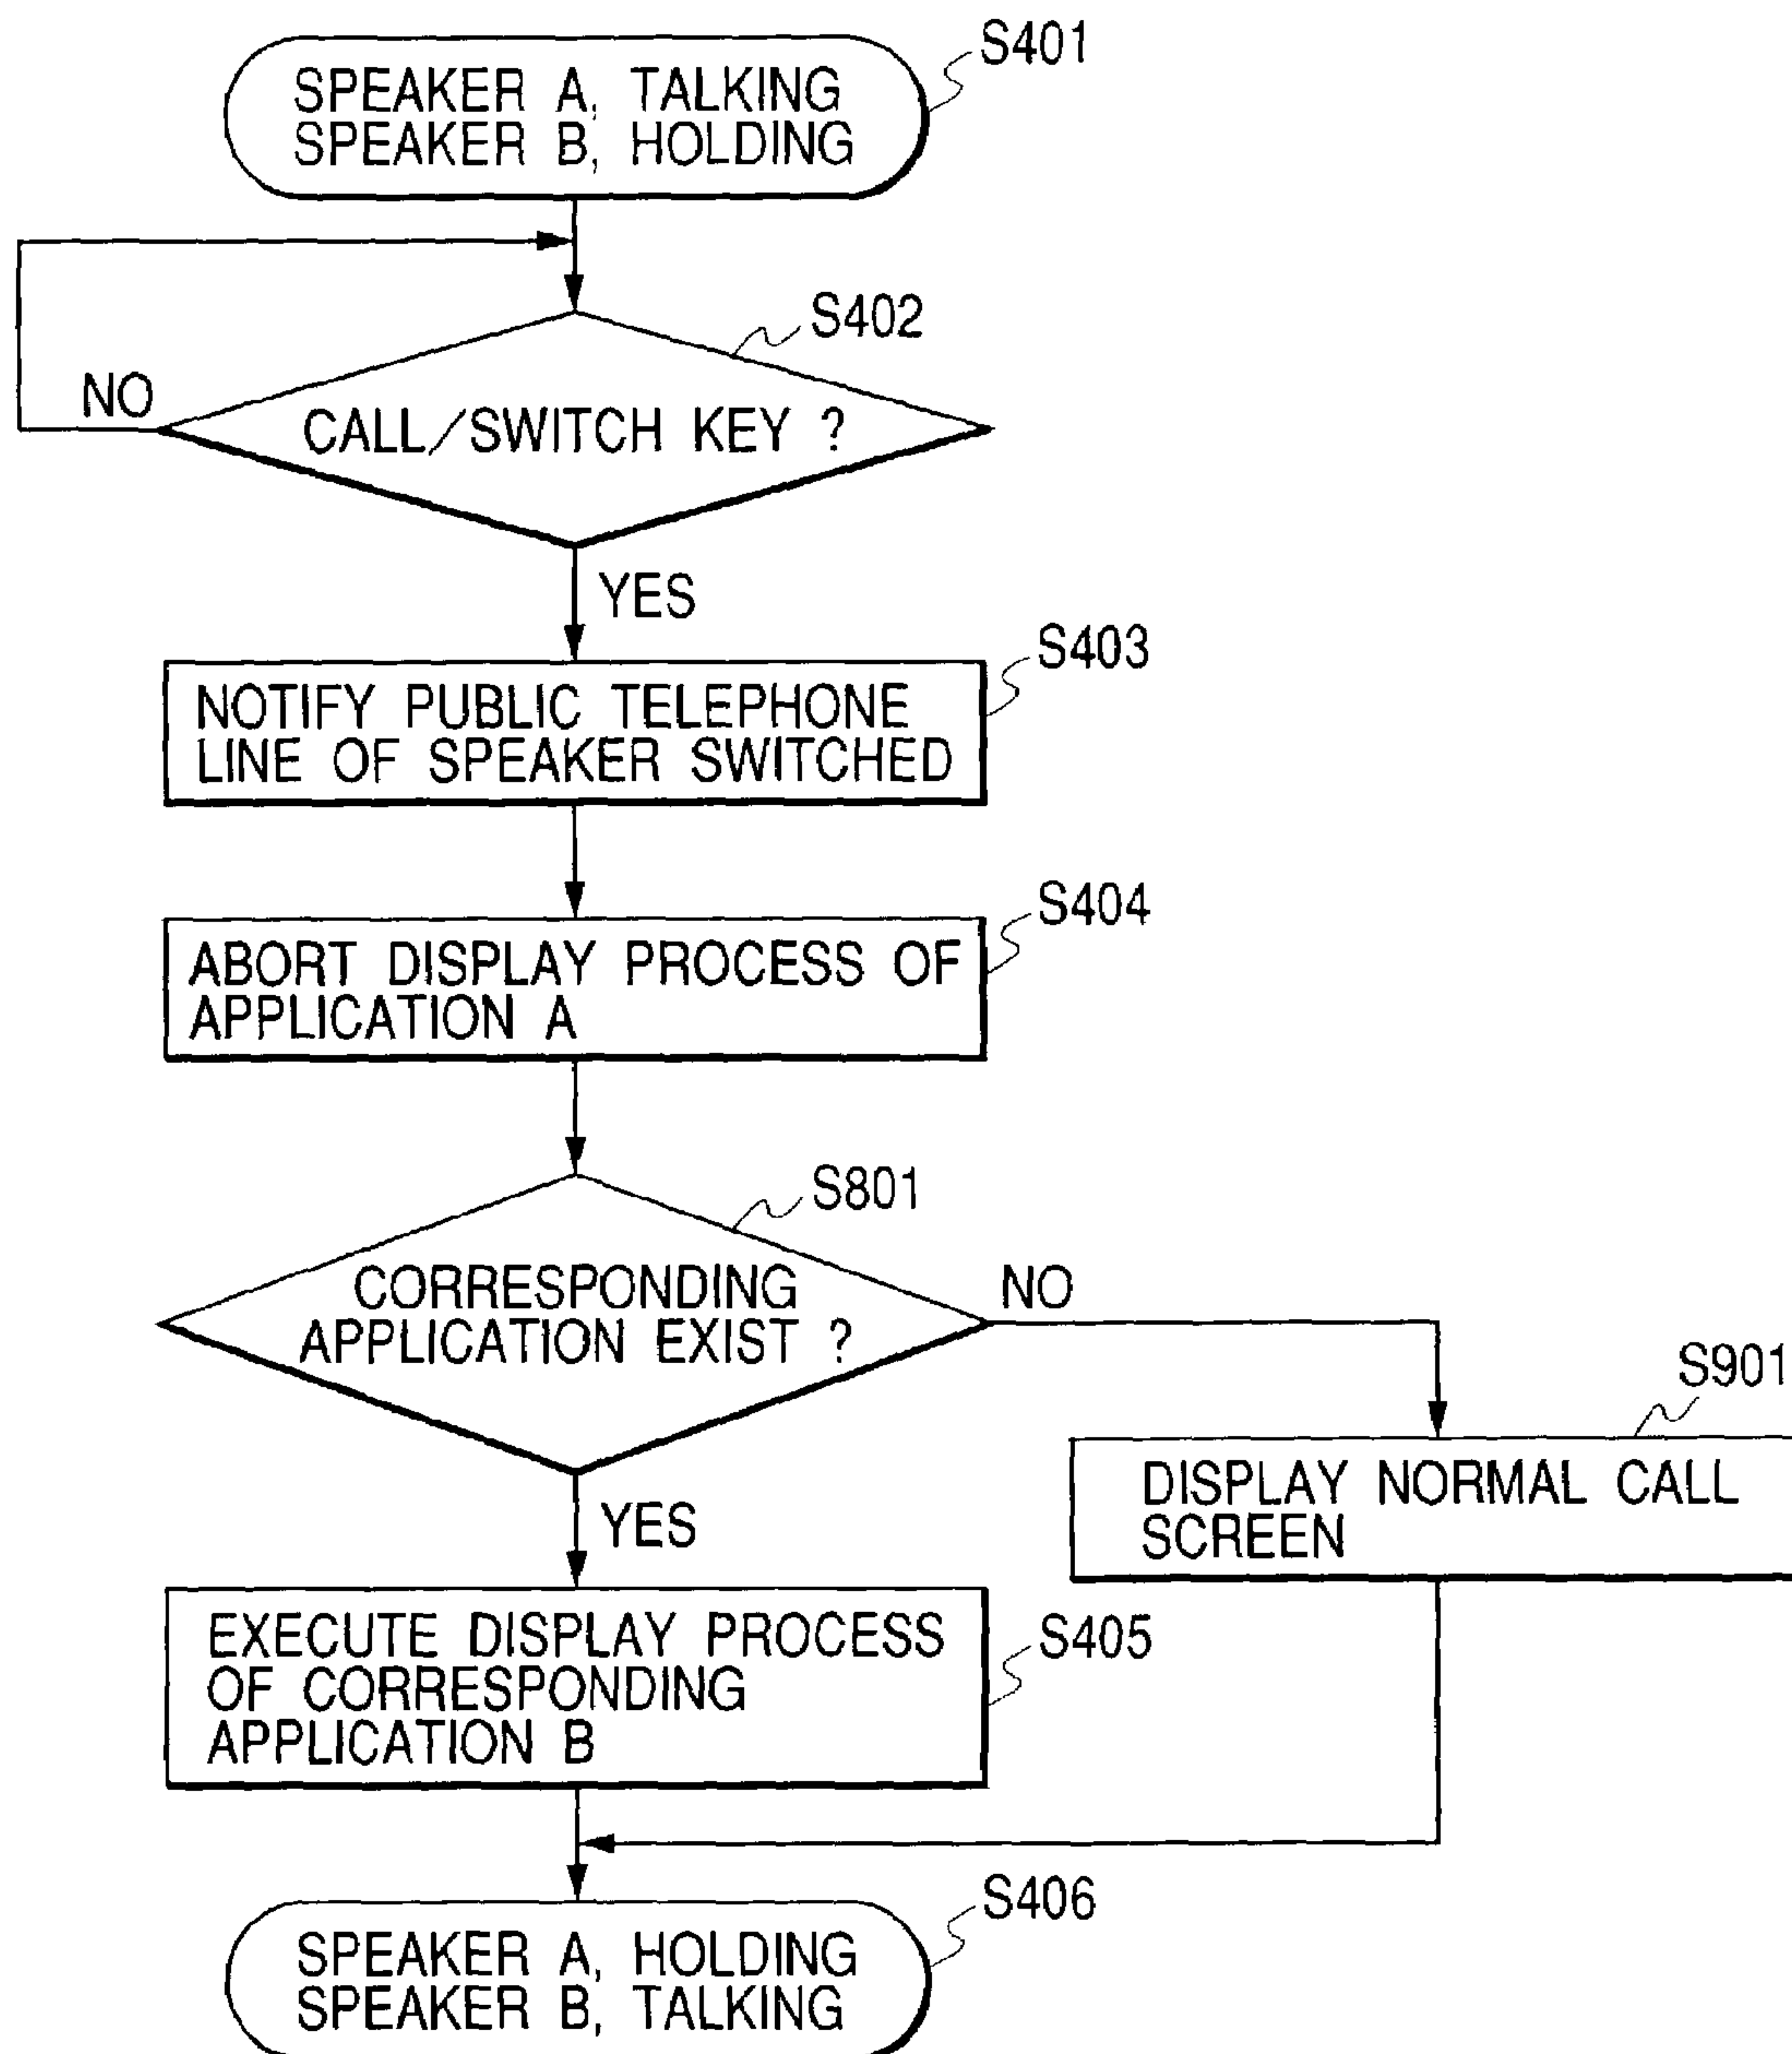 S401
SPEAKER A, TALKING
SPEAKER B, HOLDING
S402
NO
CALL/SWITCH KEY ?
YES
S403
NOTIFY PUBLIC TELEPHONE
LINE OF SPEAKER SWITCHED
S404
ABORT DISPLAY PROCESS OF
APPLICATION A
S801
CORRESPONDING
APPLICATION EXIST ?
NO
S901
DISPLAY NORMAL CALL
SCREEN
YES
S405
EXECUTE DISPLAY PROCESS
OF CORRESPONDING
APPLICATION B
S406
SPEAKER A, HOLDING
SPEAKER B, TALKING